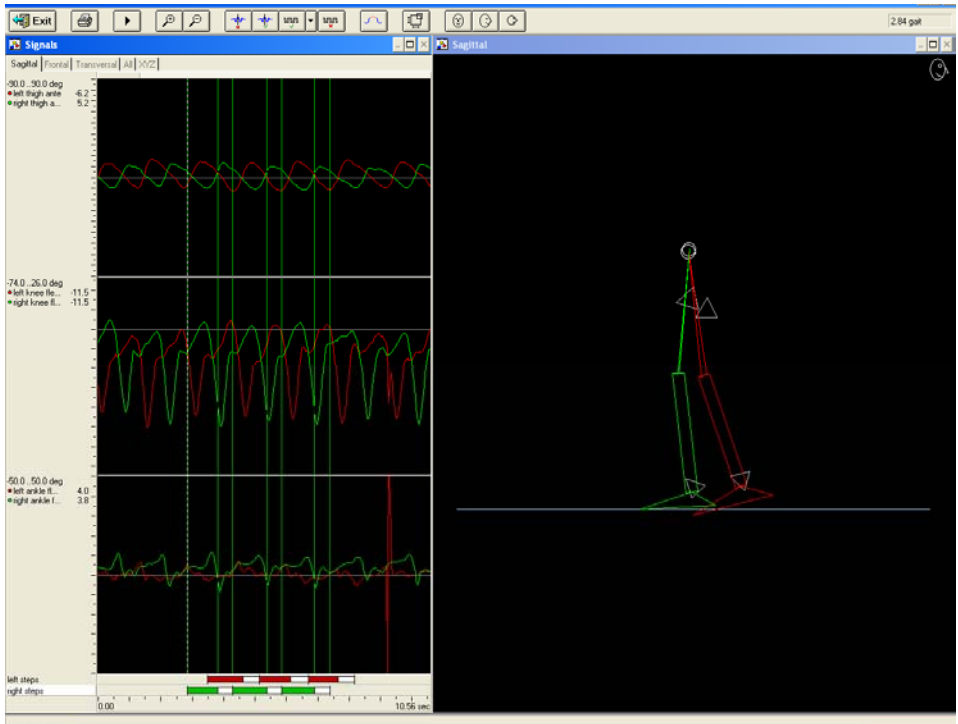 Exit
2.84 gait
Signals
Sagittal
Sagittal Frontal Transversal All XYZ
-90.0 ..90.0 deg
left thigh ante -6.2
right thigh a... 5.2
-74.0 ..26.0 deg
left knee fle... -11.5
right knee fl... -11.5
-50.0 ..50.0 deg
left ankle fl... 4.0
right ankle f... 3.8
left steps
right steps
0.00 10.56 sec